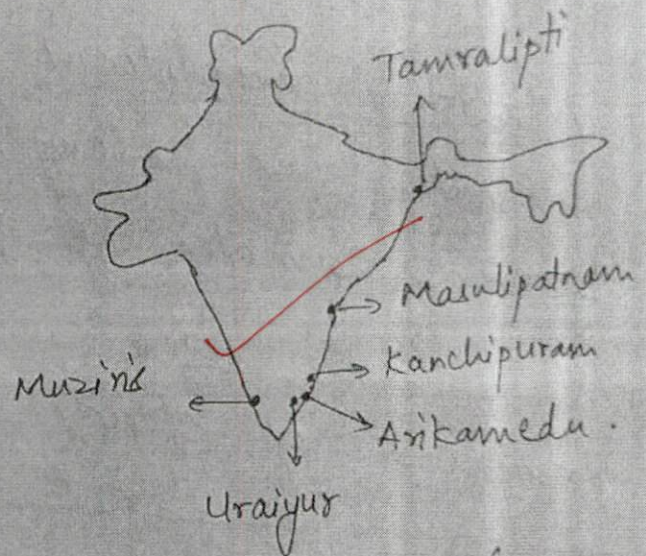 Tamralipti
Masulipatnam
Kanchipuram
Muziris
Arikamedu.
Uraiyur